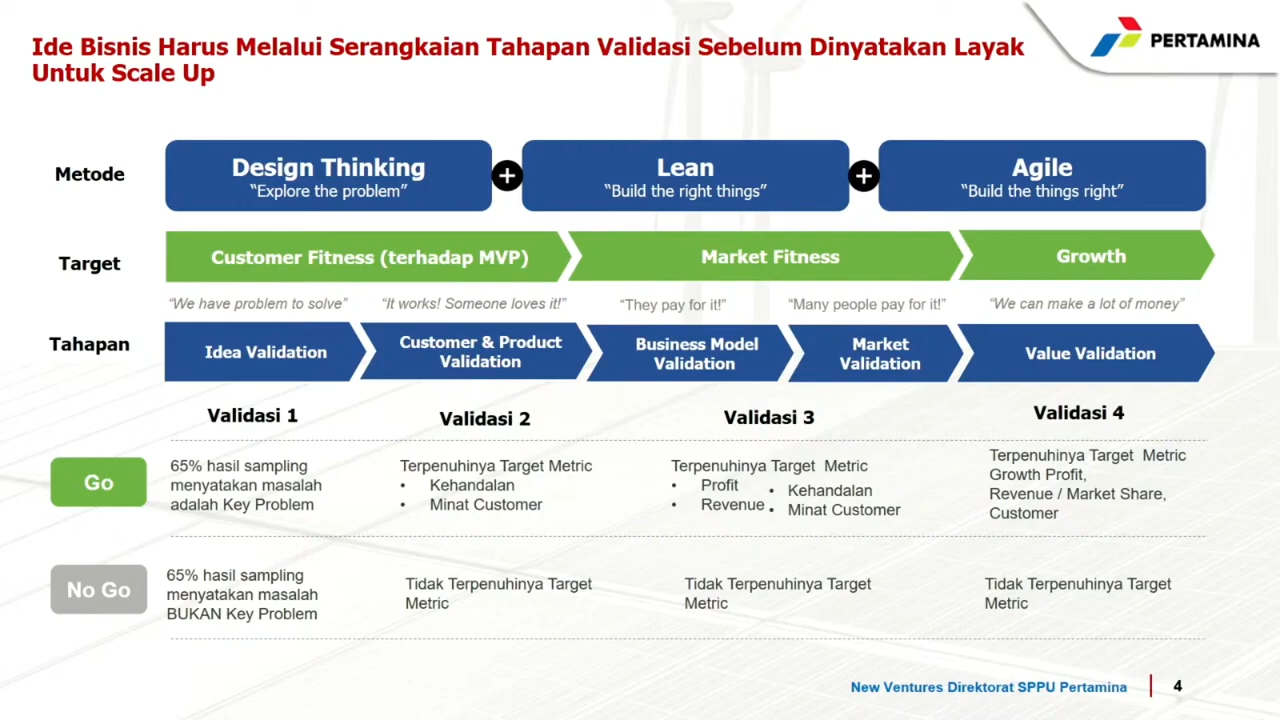 Ide Bisnis Harus Melalui Serangkaian Tahapan Validasi Sebelum Dinyatakan Layak
Untuk Scale Up
PERTAMINA
Metode
Design Thinking
“Explore the problem”
+
Lean
“Build the right things”
+
Agile
“Build the things right”
Target
Customer Fitness (terhadap MVP)
Market Fitness
Growth
“We have problem to solve”
“It works! Someone loves it!”
“They pay for it!”
“Many people pay for it!”
“We can make a lot of money”
Tahapan
Idea Validation
Customer & Product
Validation
Business Model
Validation
Market
Validation
Value Validation
Validasi 1
Validasi 2
Validasi 3
Validasi 4
Go
65% hasil sampling
menyatakan masalah
adalah Key Problem
Terpenuhinya Target Metric
• Kehandalan
• Minat Customer
Terpenuhinya Target Metric
• Profit
• Revenue
• Kehandalan
• Minat Customer
Terpenuhinya Target Metric
Growth Profit,
Revenue / Market Share,
Customer
No Go
65% hasil sampling
menyatakan masalah
BUKAN Key Problem
Tidak Terpenuhinya Target
Metric
Tidak Terpenuhinya Target
Metric
Tidak Terpenuhinya Target
Metric
New Ventures Direktorat SPPU Pertamina
4